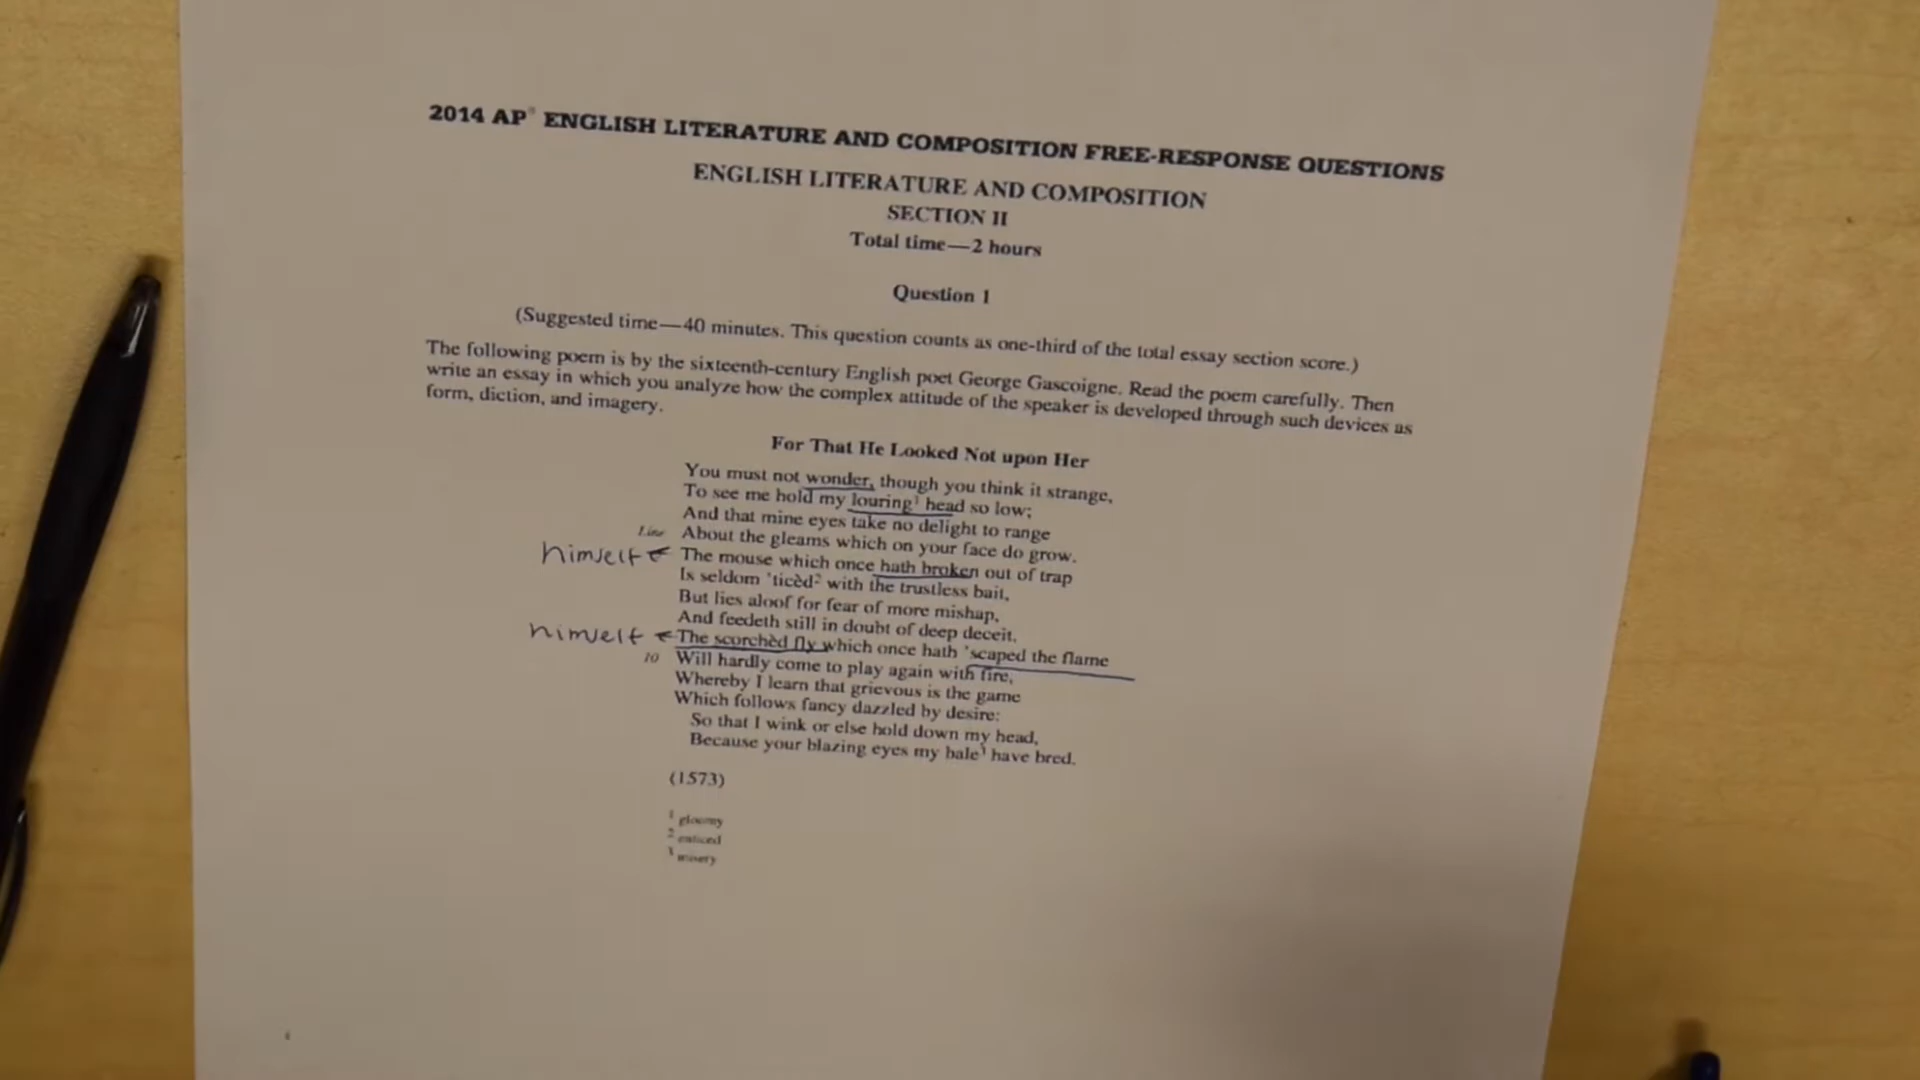 2014 AP® ENGLISH LITERATURE AND COMPOSITION FREE-RESPONSE QUESTIONS
ENGLISH LITERATURE AND COMPOSITION
SECTION II
Total time—2 hours
Question 1
(Suggested time—40 minutes. This question counts as one-third of the total essay section score.)
The following poem is by the sixteenth-century English poet George Gascoigne. Read the poem carefully. Then
write an essay in which you analyze how the complex attitude of the speaker is developed through such devices as
form, diction, and imagery.
For That He Looked Not upon Her
You must not wonder, though you think it strange,
To see me hold my louring¹ head so low;
And that mine eyes take no delight to range
Line About the gleams which on your face do grow.
himself ← The mouse which once hath broken out of trap
Is seldom 'ticèd² with the trustless bait,
But lies aloof for fear of more mishap,
And feedeth still in doubt of deep deceit.
himself ← The scorchèd fly which once hath 'scaped the flame
10 Will hardly come to play again with fire,
Whereby I learn that grievous is the game
Which follows fancy dazzled by desire:
So that I wink or else hold down my head,
Because your blazing eyes my bale³ have bred.
(1573)
¹ gloomy
² enticed
³ misery